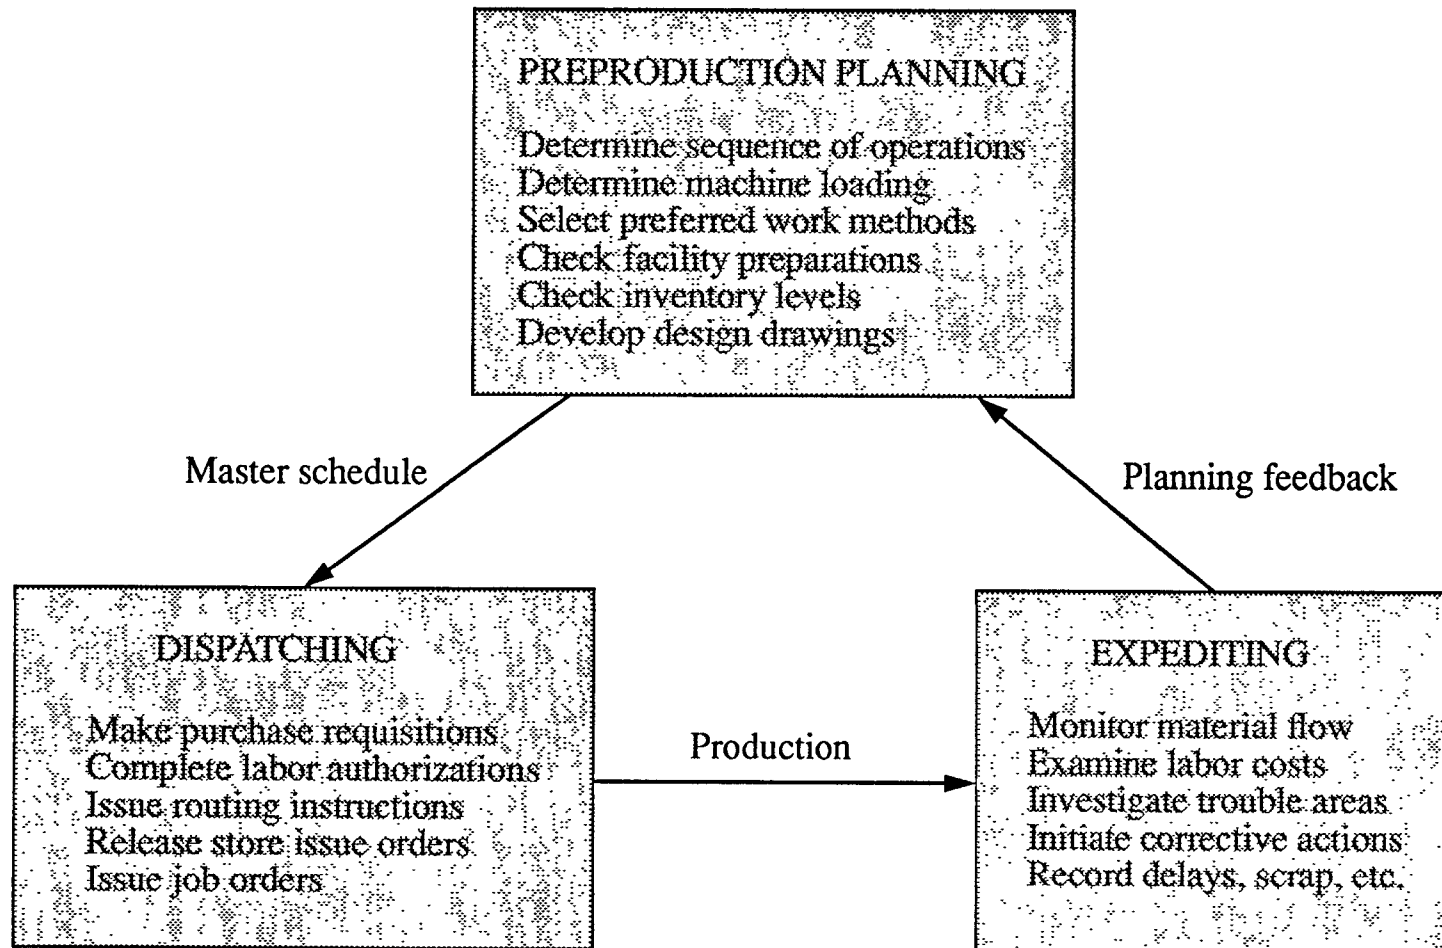 PREPRODUCTION PLANNING
Determine sequence of operations
Determine machine loading
Select preferred work methods
Check facility preparations
Check inventory levels
Develop design drawings
Master schedule
Planning feedback
DISPATCHING
Make purchase requisitions
Complete labor authorizations
Issue routing instructions
Release store issue orders
Issue job orders
Production
EXPEDITING
Monitor material flow
Examine labor costs
Investigate trouble areas
Initiate corrective actions
Record delays, scrap, etc.